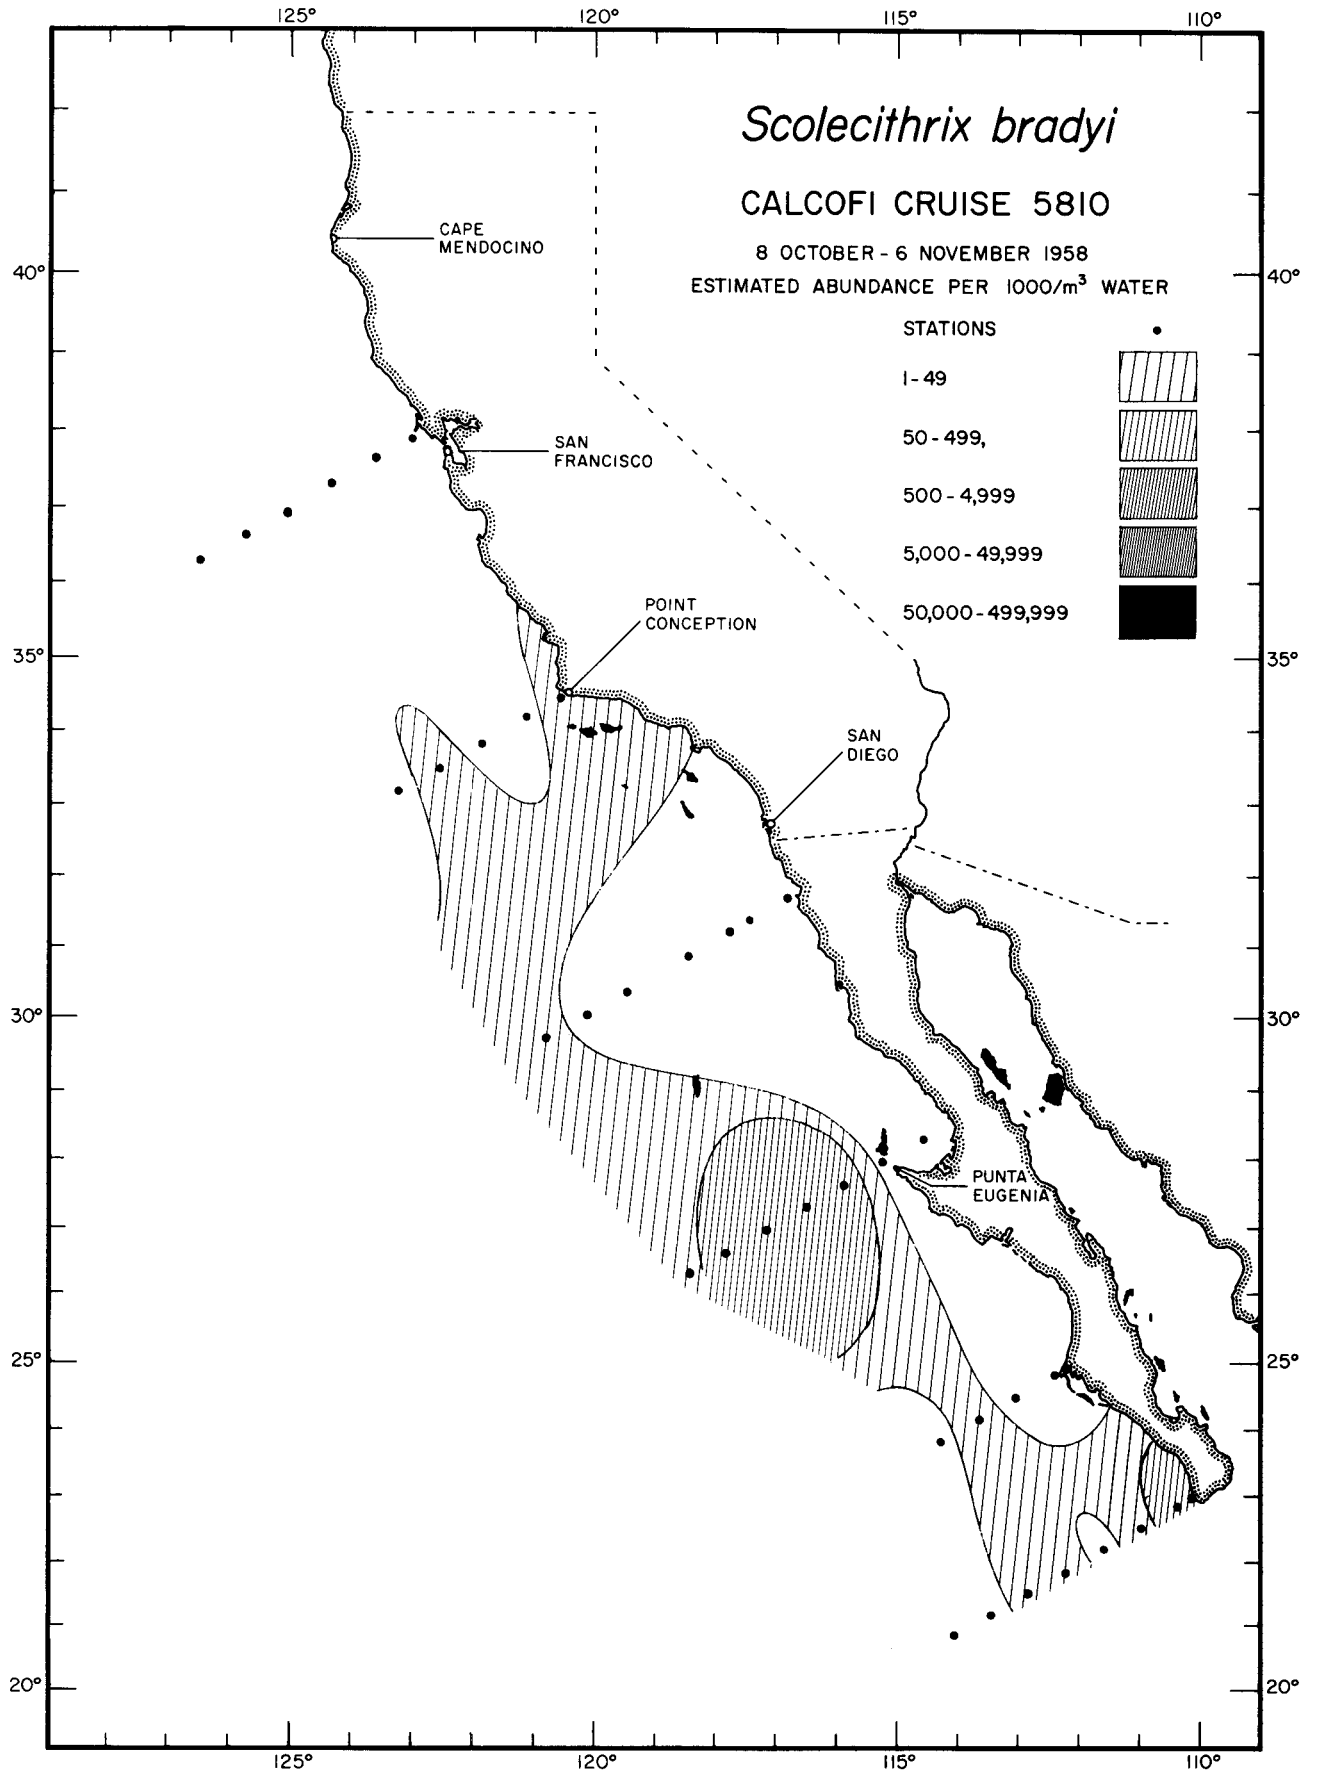 125° 120° 115° 110°
Scolecithrix bradyi
CALCOFI CRUISE 5810
8 OCTOBER - 6 NOVEMBER 1958
ESTIMATED ABUNDANCE PER 1000/m³ WATER
STATIONS
1 - 49
50 - 499,
500 - 4,999
5,000 - 49,999
50,000 - 499,999
CAPE
MENDOCINO
40° 40°
SAN
FRANCISCO
POINT
CONCEPTION
35° 35°
SAN
DIEGO
30° 30°
PUNTA
EUGENIA
25° 25°
20° 20°
125° 120° 115° 110°